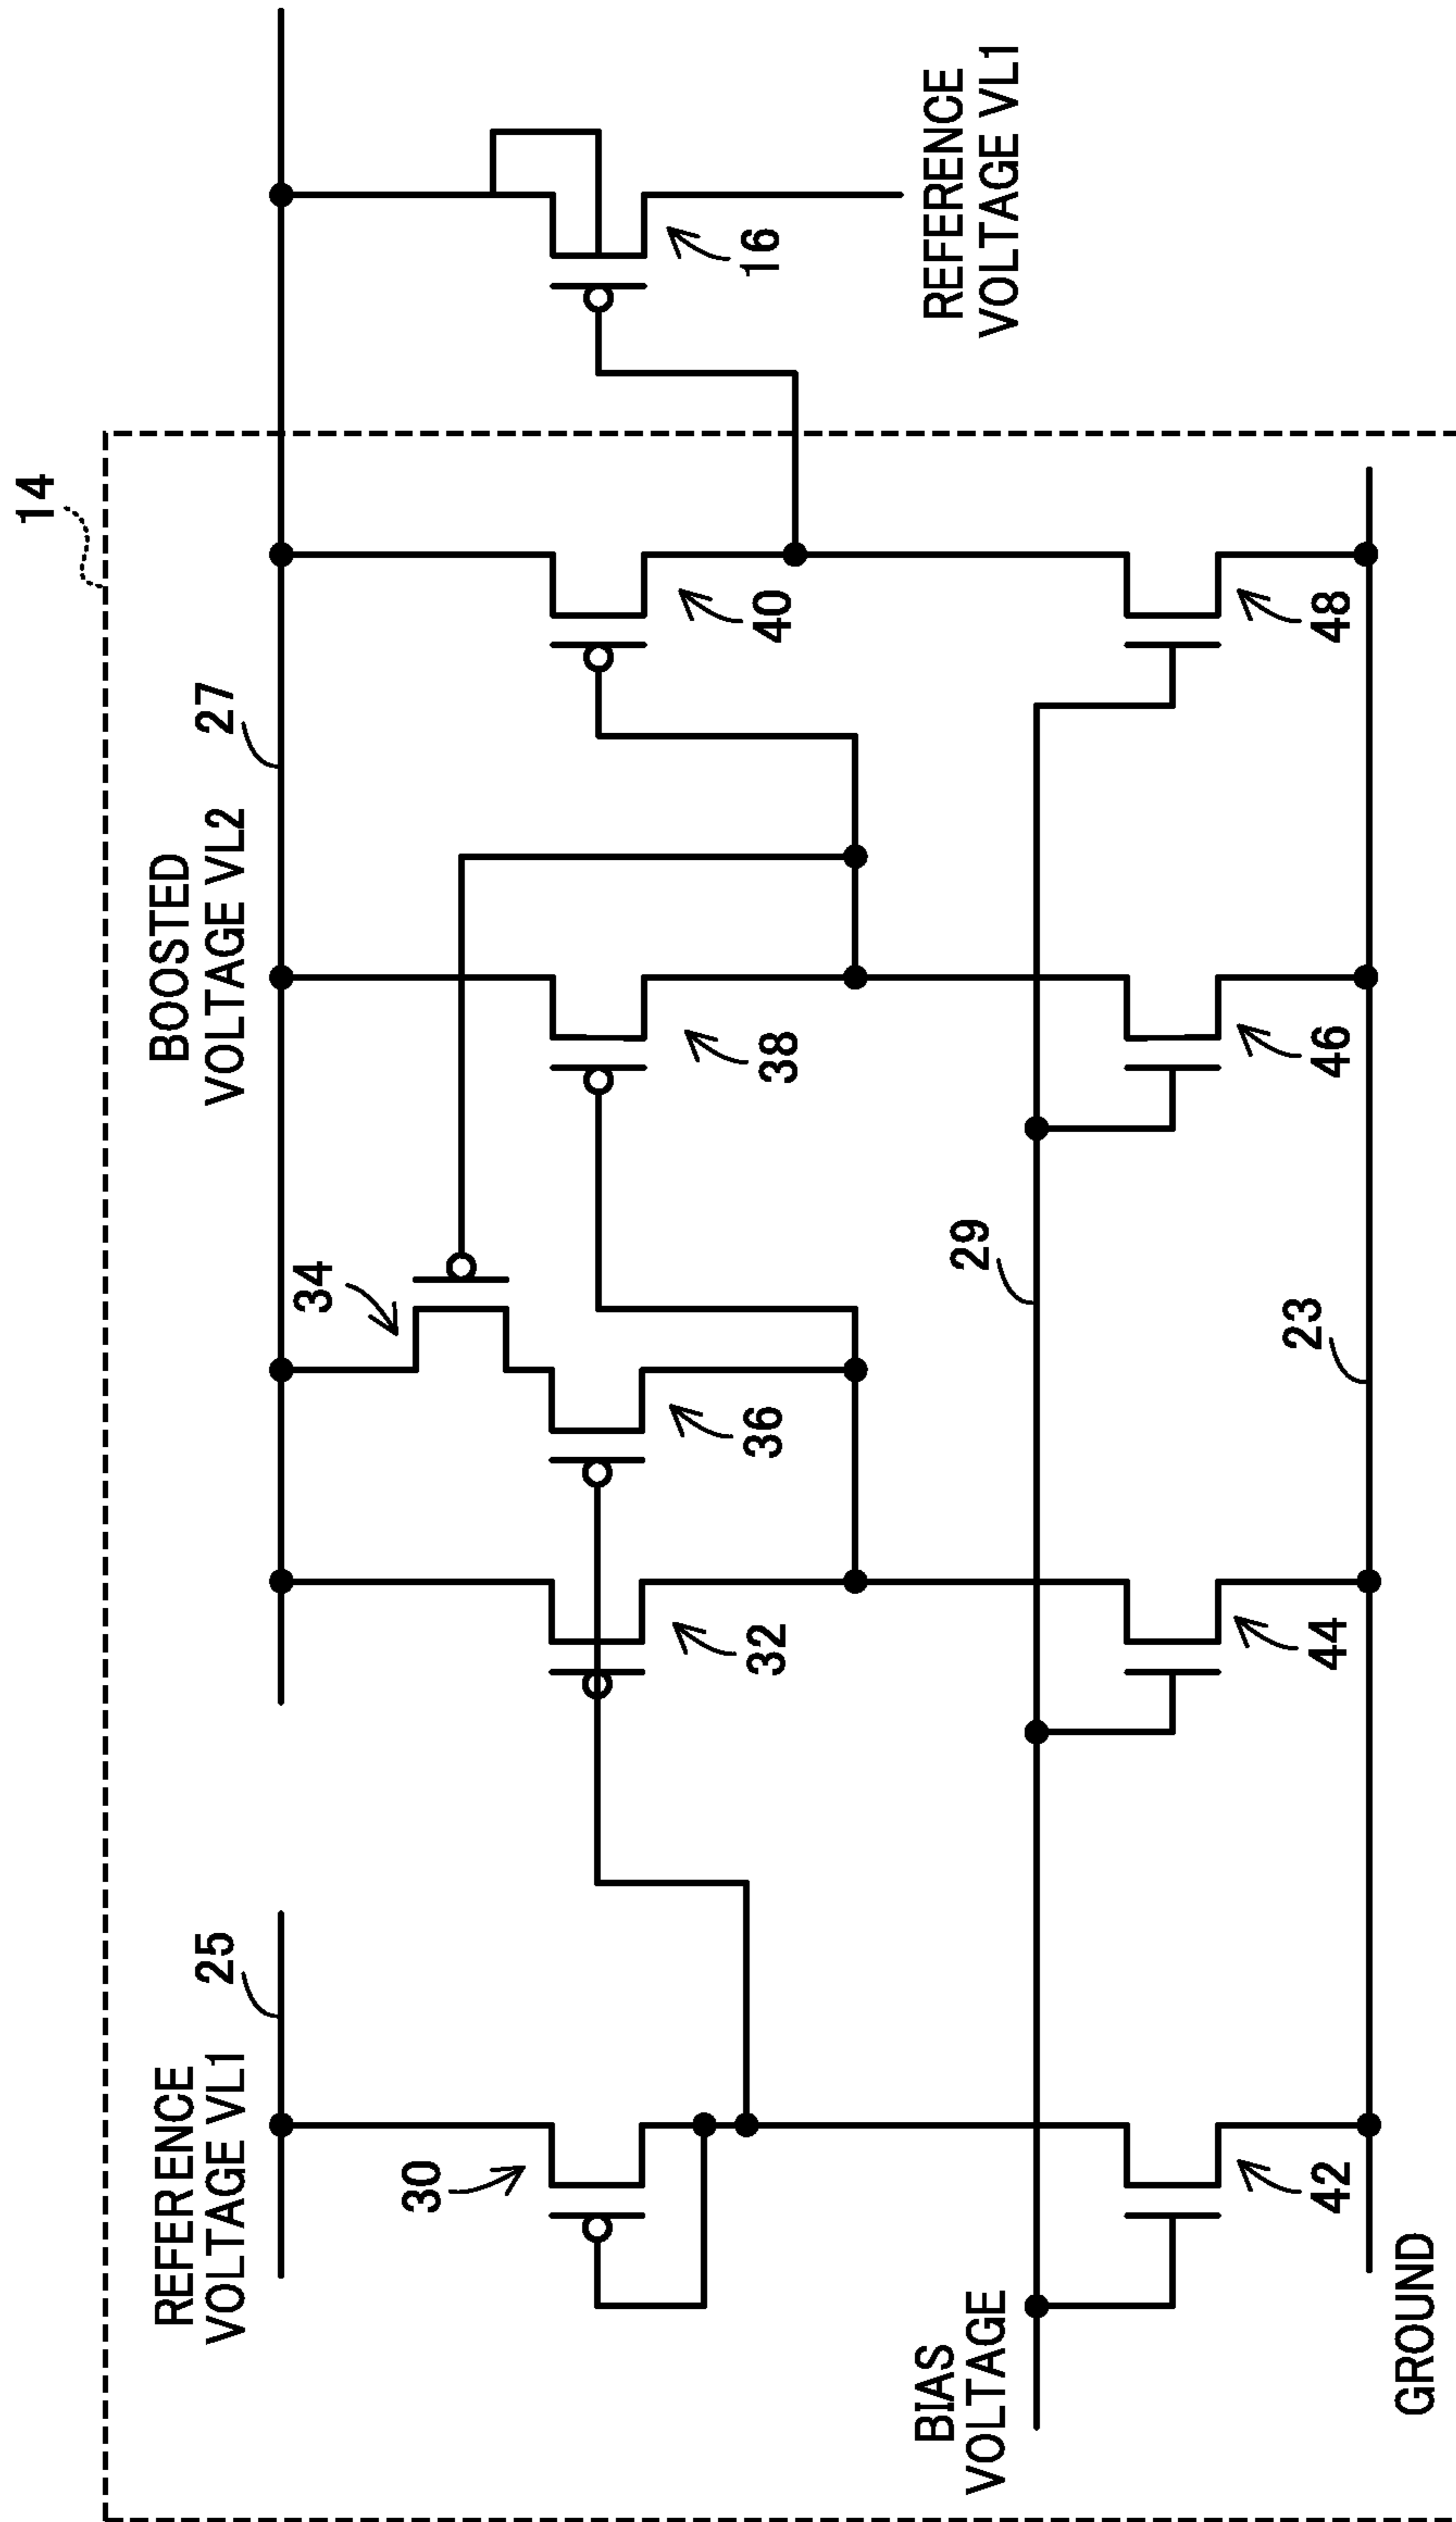 14
REFERENCE
VOLTAGE VL1
25
BOOSTED
VOLTAGE VL2
27
30
32
34
36
38
40
16
REFERENCE
VOLTAGE VL1
BIAS
VOLTAGE
29
42
44
46
48
23
GROUND